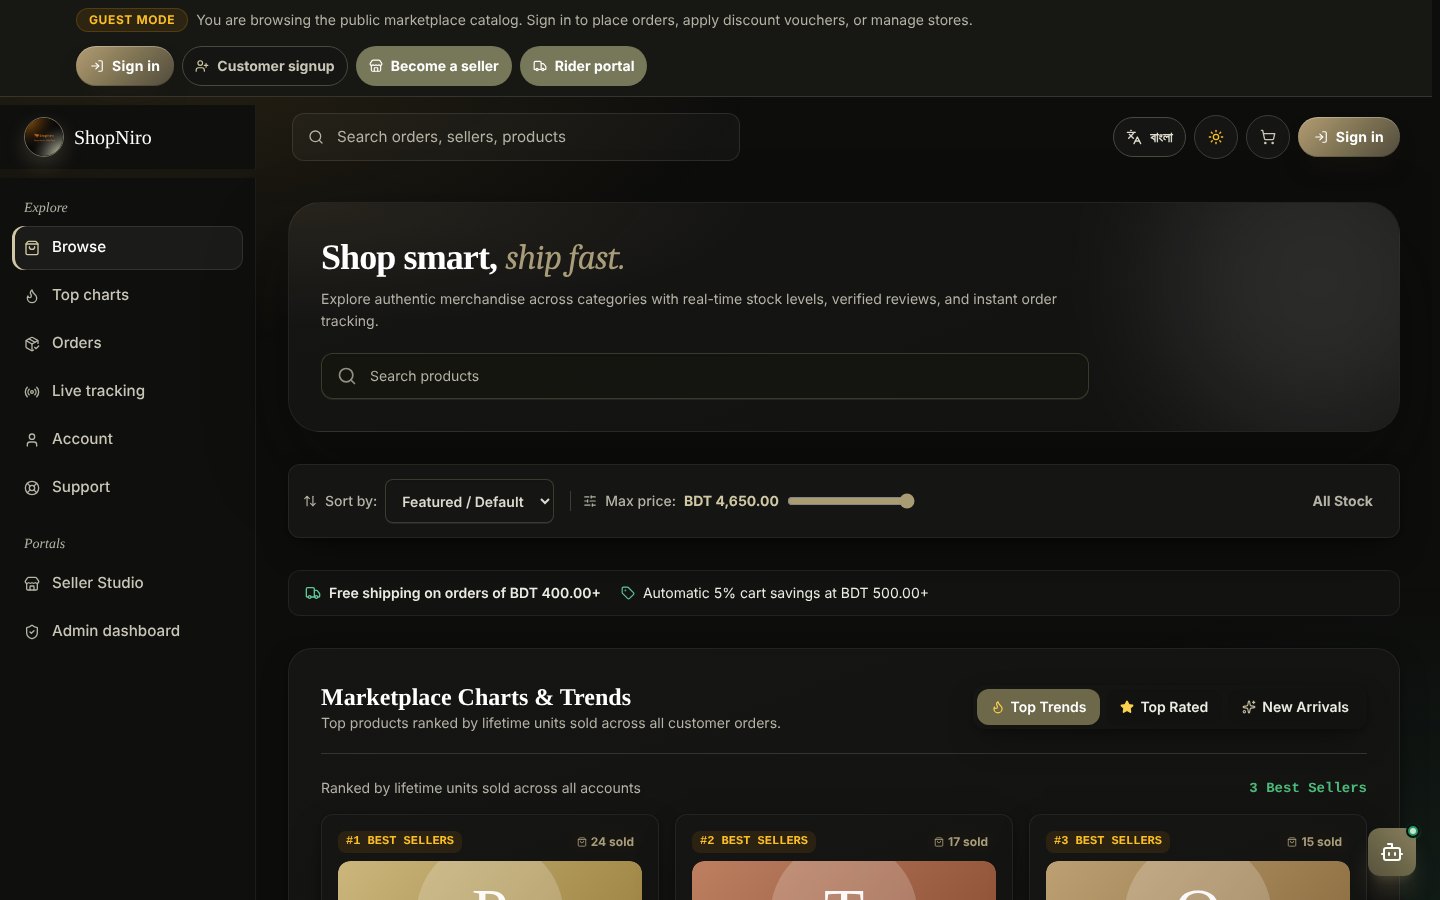 GUEST MODE You are browsing the public marketplace catalog. Sign in to place orders, apply discount vouchers, or manage stores.
Sign in Customer signup Become a seller Rider portal
ShopNiro
Search orders, sellers, products
বাংলা
Sign in
Explore
Browse
Top charts
Orders
Live tracking
Account
Support
Portals
Seller Studio
Admin dashboard
Shop smart, ship fast.
Explore authentic merchandise across categories with real-time stock levels, verified reviews, and instant order
tracking.
Search products
Sort by: Featured / Default Max price: BDT 4,650.00 All Stock
Free shipping on orders of BDT 400.00+ Automatic 5% cart savings at BDT 500.00+
Marketplace Charts & Trends
Top products ranked by lifetime units sold across all customer orders.
Top Trends Top Rated New Arrivals
Ranked by lifetime units sold across all accounts 3 Best Sellers
#1 BEST SELLERS 24 sold
#2 BEST SELLERS 17 sold
#3 BEST SELLERS 15 sold